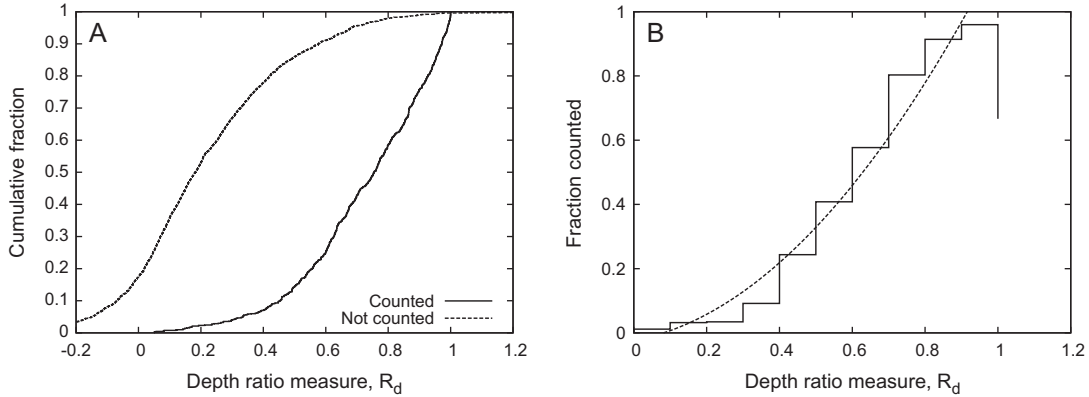 A
Cumulative fraction
1
0.9
0.8
0.7
0.6
0.5
0.4
0.3
0.2
0.1
0
Counted
Not counted
-0.2 0 0.2 0.4 0.6 0.8 1 1.2
Depth ratio measure, Rd
B
Fraction counted
1
0.8
0.6
0.4
0.2
0
0 0.2 0.4 0.6 0.8 1 1.2
Depth ratio measure, Rd